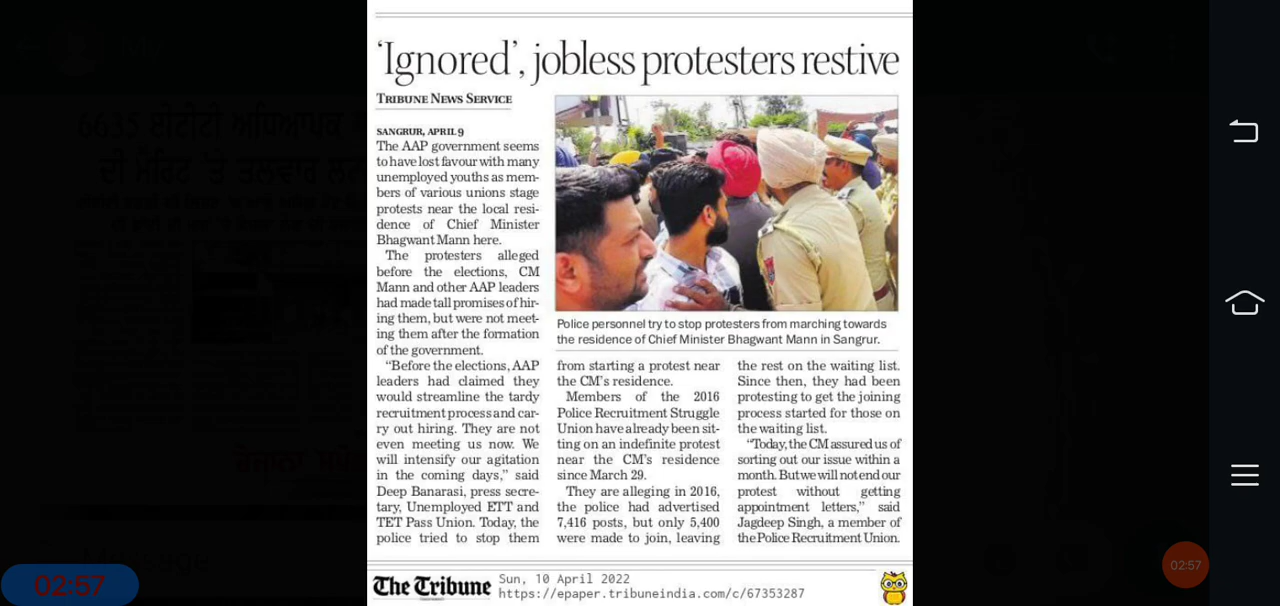 'Ignored', jobless protesters restive
TRIBUNE NEWS SERVICE
SANGRUR, APRIL 9
The AAP government seems
to have lost favour with many
unemployed youths as mem-
bers of various unions stage
protests near the local resi-
dence of Chief Minister
Bhagwant Mann here.
The protesters alleged
before the elections, CM
Mann and other AAP leaders
had made tall promises of hir-
ing them, but were not meet-
ing them after the formation
of the government.
"Before the elections, AAP
leaders had claimed they
would streamline the tardy
recruitment process and car-
ry out hiring. They are not
even meeting us now. We
will intensify our agitation
in the coming days," said
Deep Banarasi, press secre-
tary, Unemployed ETT and
TET Pass Union. Today, the
police tried to stop them
Police personnel try to stop protesters from marching towards
the residence of Chief Minister Bhagwant Mann in Sangrur.
from starting a protest near
the CM's residence.
Members of the 2016
Police Recruitment Struggle
Union have already been sit-
ting on an indefinite protest
near the CM's residence
since March 29.
They are alleging in 2016,
the police had advertised
7,416 posts, but only 5,400
were made to join, leaving
the rest on the waiting list.
Since then, they had been
protesting to get the joining
process started for those on
the waiting list.
"Today, the CM assured us of
sorting out our issue within a
month. But we will not end our
protest without getting
appointment letters," said
Jagdeep Singh, a member of
the Police Recruitment Union.
The Tribune
Sun, 10 April 2022
https://epaper.tribuneindia.com/c/67353287
02:57
02:57
6635 ਈਟੀਟੀ ਅਧਿਆਪਕ
ਦੀ ਮੈਰਿਟ 'ਤੇ ਤਲਵਾਰ
Message